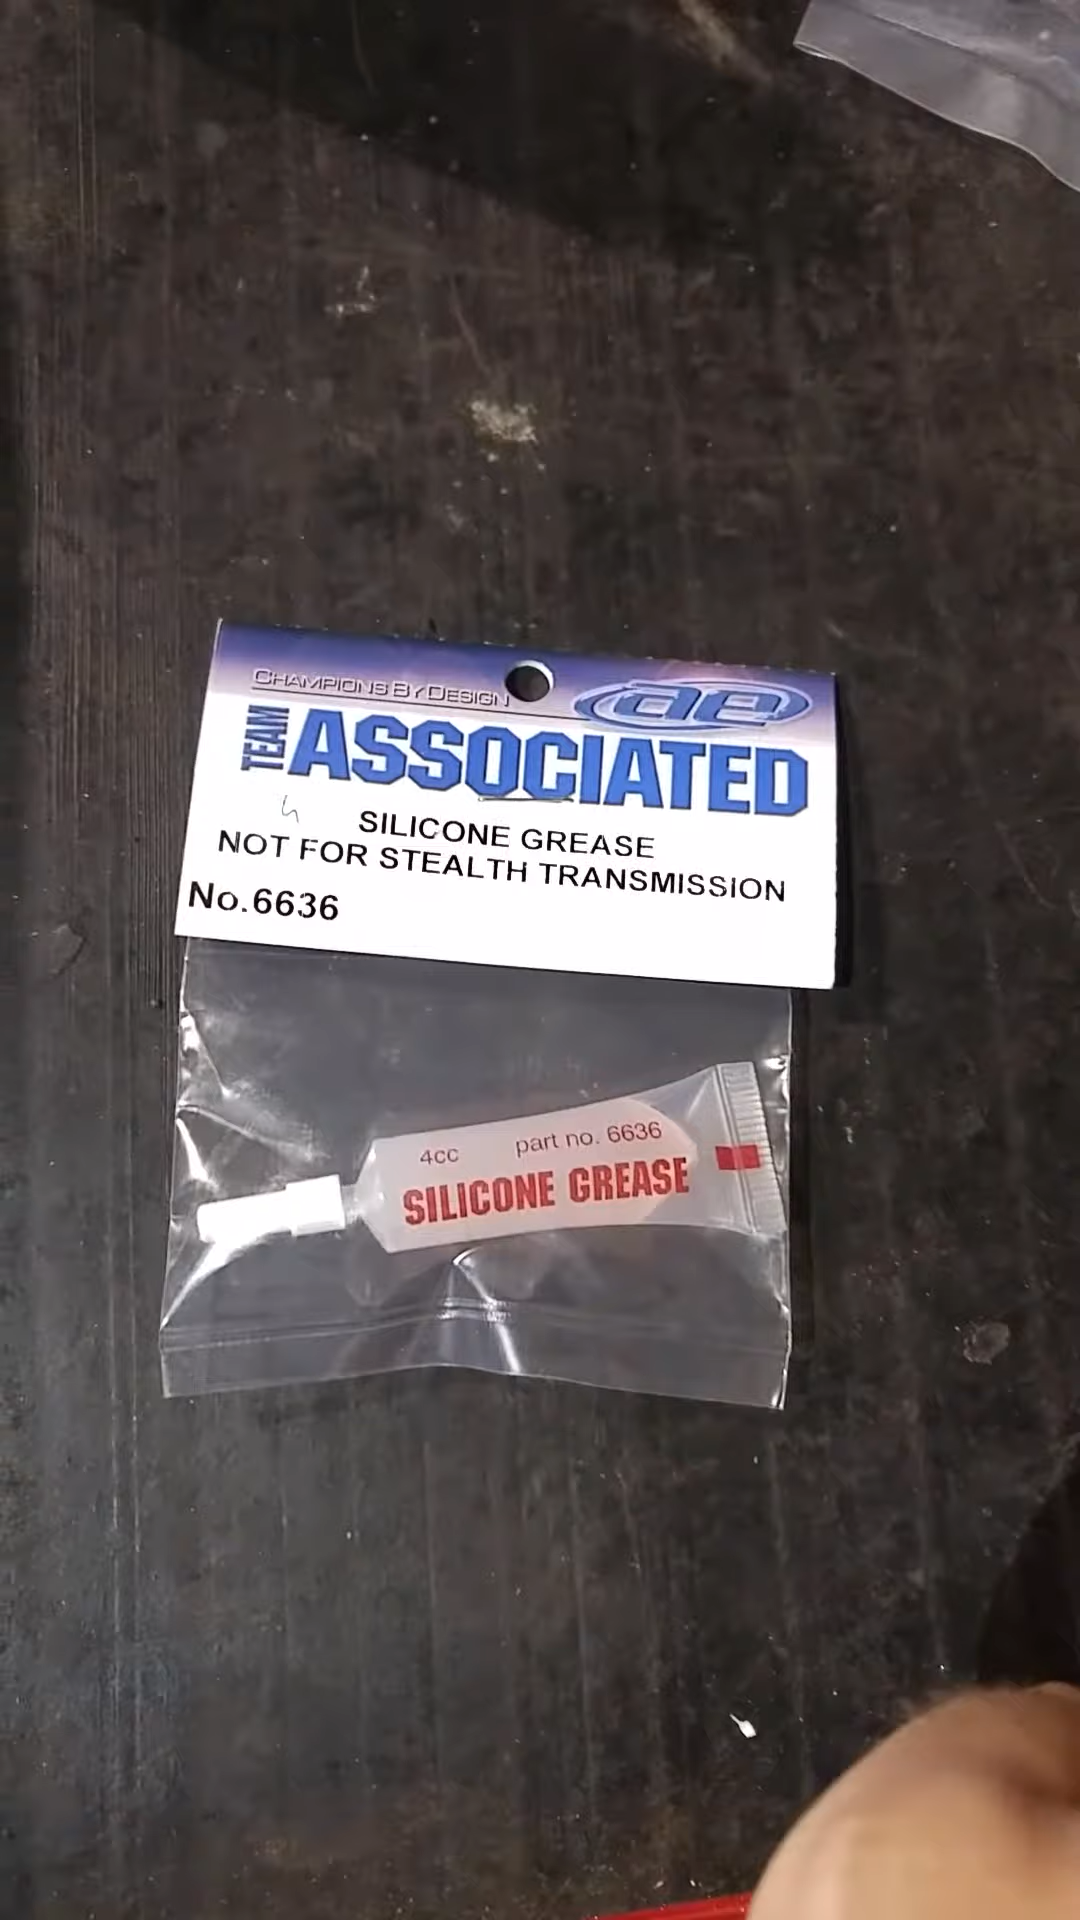 CHAMPIONS BY DESIGN
ae
TEAM ASSOCIATED
SILICONE GREASE
NOT FOR STEALTH TRANSMISSION
No.6636
4cc part no. 6636
SILICONE GREASE